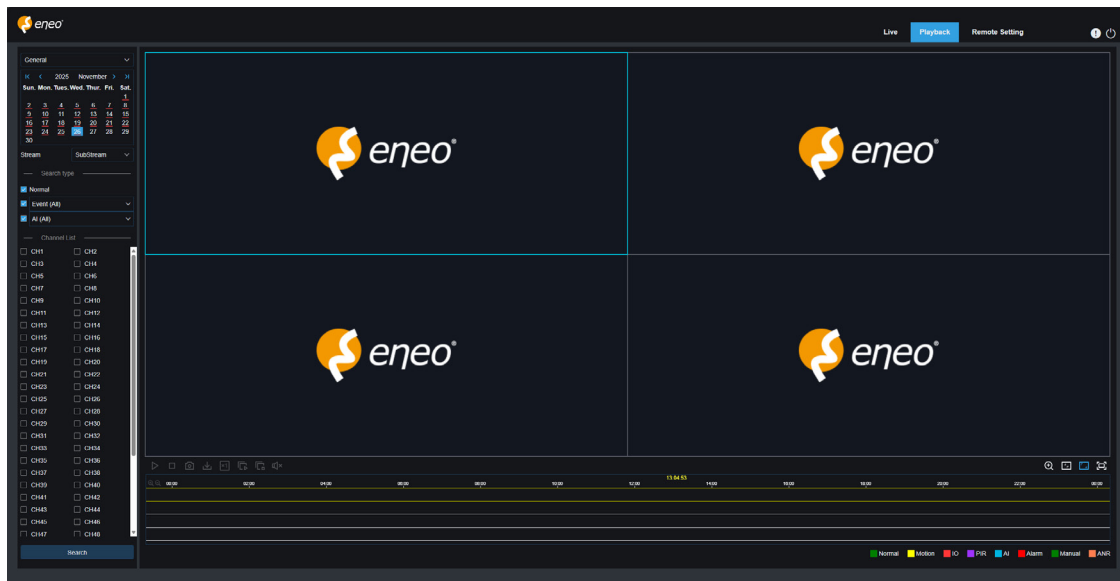 eneo
Live Playback Remote Setting
General
2025 November
Sun. Mon. Tues. Wed. Thur. Fri. Sat.
1
2 3 4 5 6 7 8
9 10 11 12 13 14 15
16 17 18 19 20 21 22
23 24 25 26 27 28 29
30
Stream SubStream
Search type
Normal
Event (All)
AI (All)
Channel List
CH1 CH2
CH3 CH4
CH5 CH6
CH7 CH8
CH9 CH10
CH11 CH12
CH13 CH14
CH15 CH16
CH17 CH18
CH19 CH20
CH21 CH22
CH23 CH24
CH25 CH26
CH27 CH28
CH29 CH30
CH31 CH32
CH33 CH34
CH35 CH36
CH37 CH38
CH39 CH40
CH41 CH42
CH43 CH44
CH45 CH46
CH47 CH48
Search
eneo®
eneo®
eneo®
eneo®
13:04:53
00:00 02:00 04:00 06:00 08:00 10:00 12:00 14:00 16:00 18:00 20:00 22:00 00:00
Normal Motion IO PIR AI Alarm Manual ANR